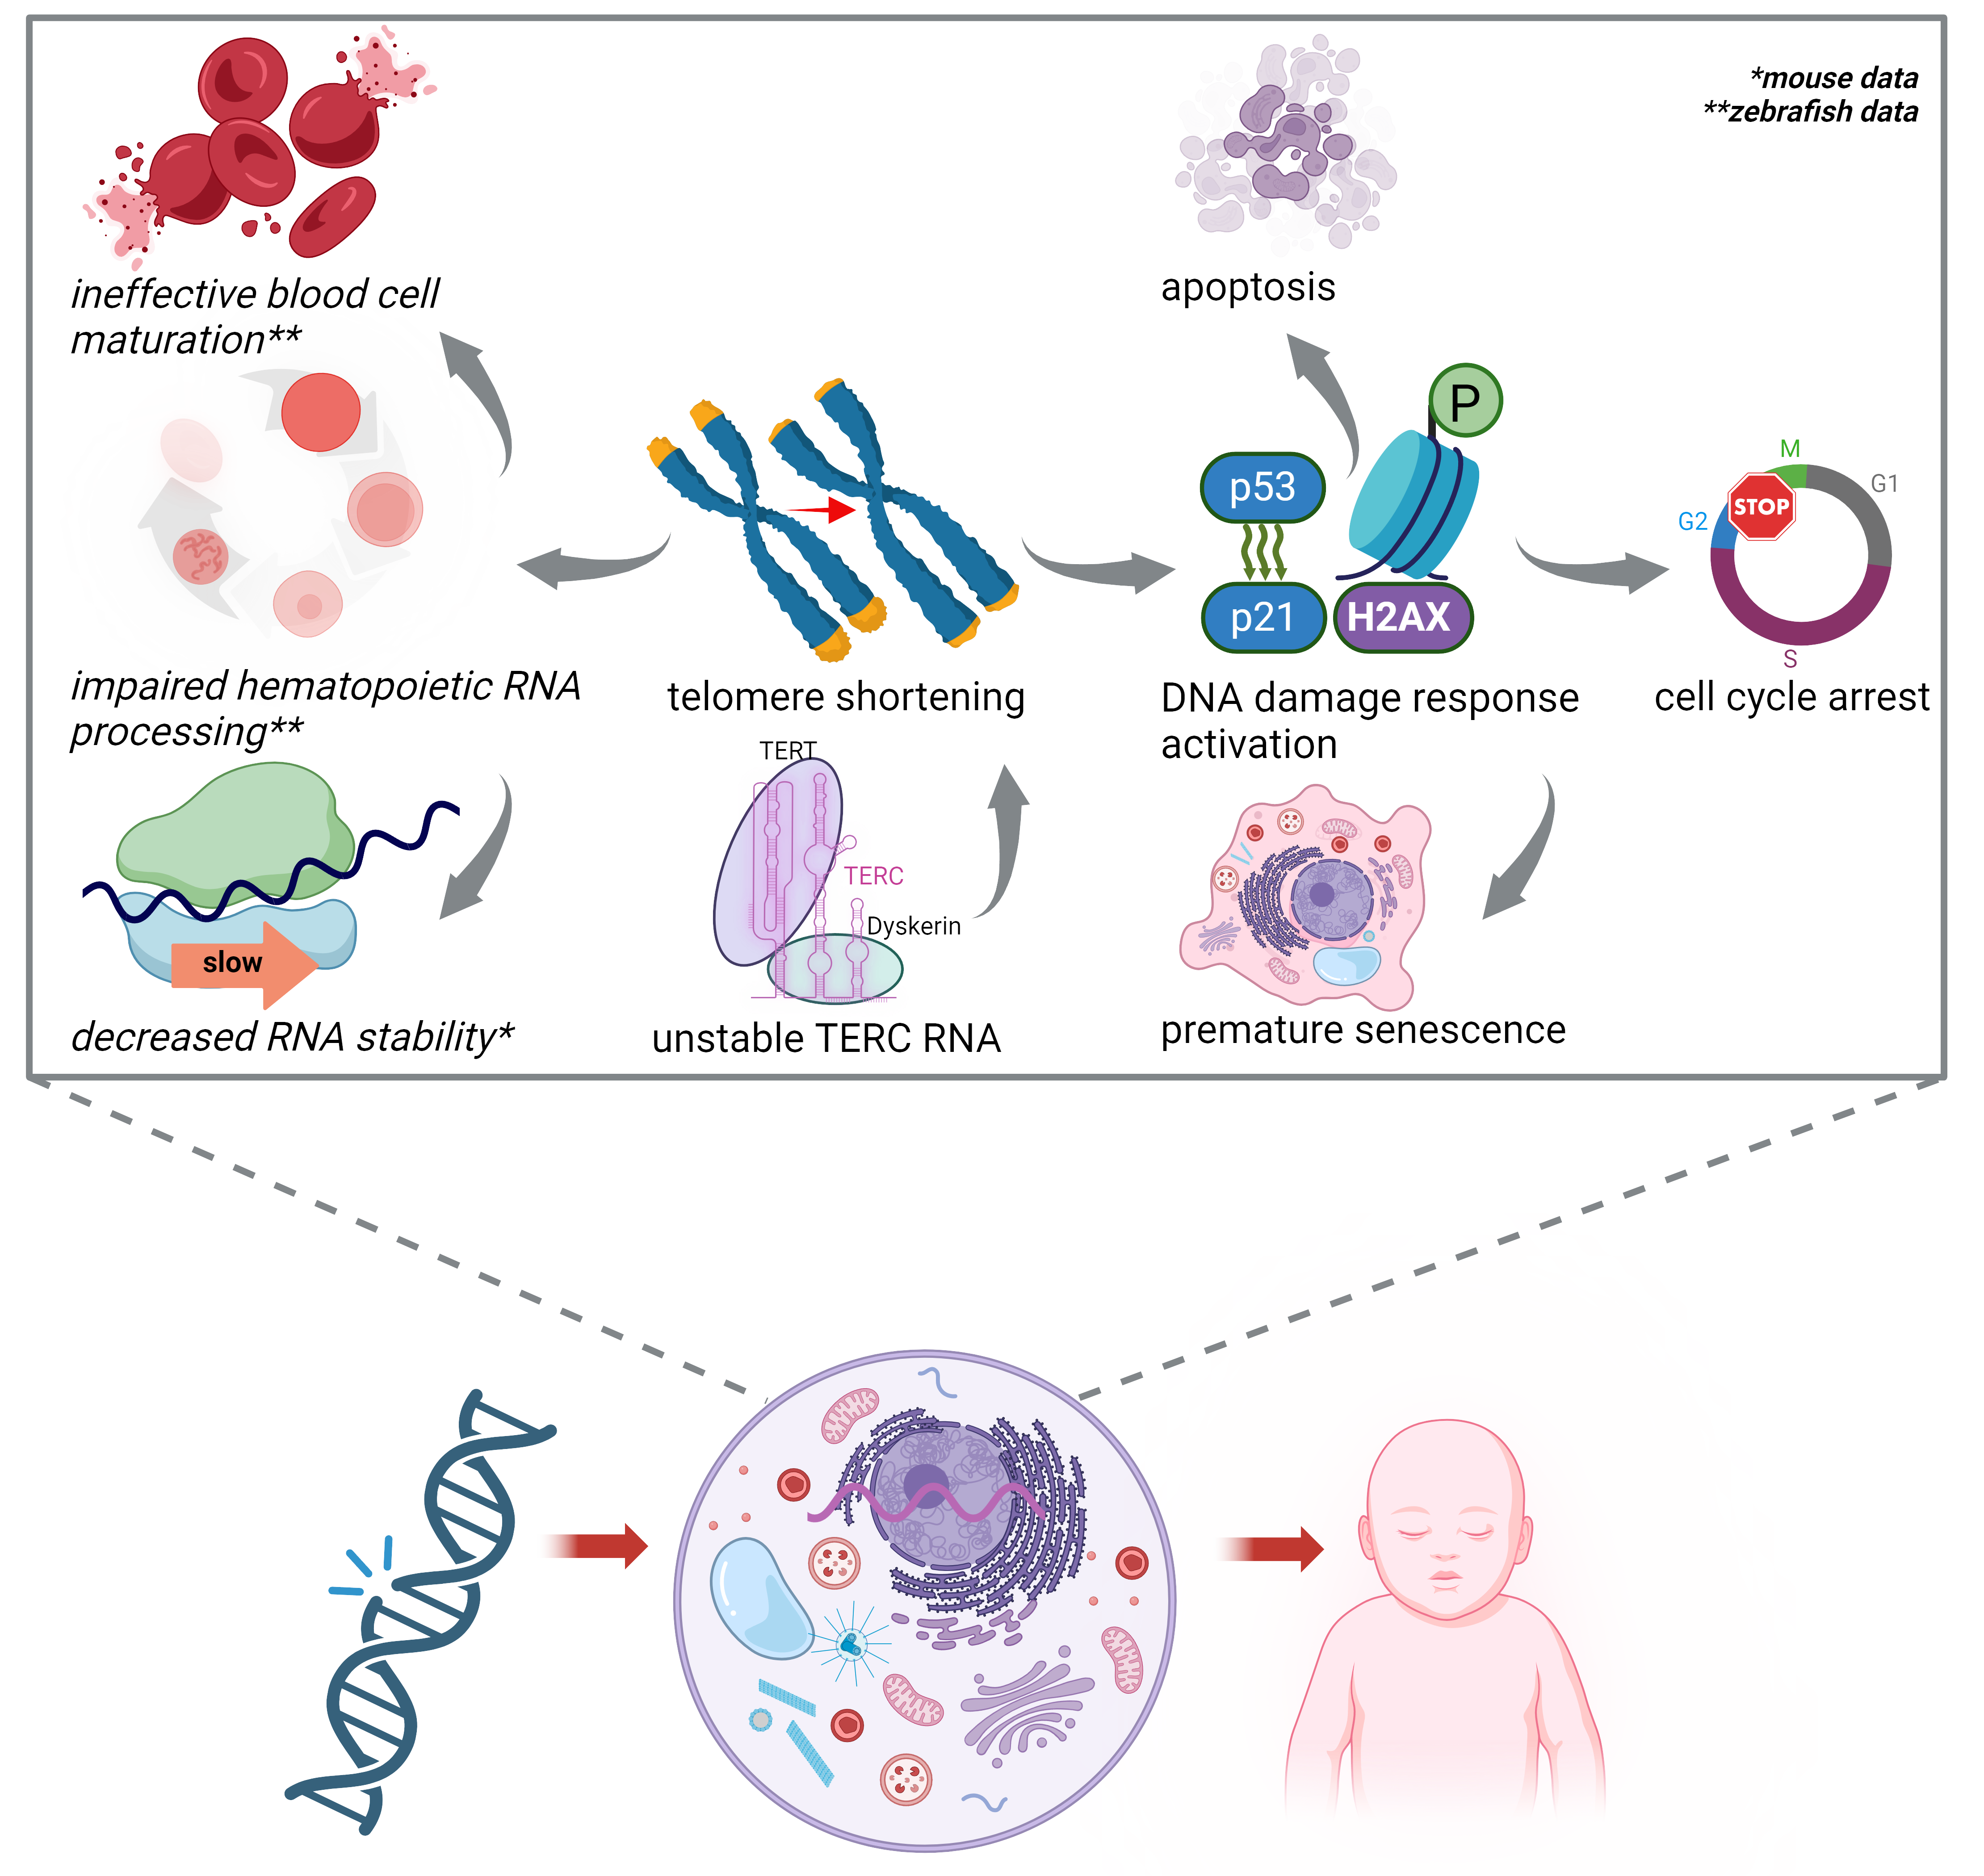 *mouse data
**zebrafish data
ineffective blood cell
maturation**
apoptosis
P
p53
p21
H2AX
M
G1
STOP
G2
S
impaired hematopoietic RNA
processing**
telomere shortening
DNA damage response
activation
cell cycle arrest
TERT
TERC
Dyskerin
slow
decreased RNA stability*
unstable TERC RNA
premature senescence